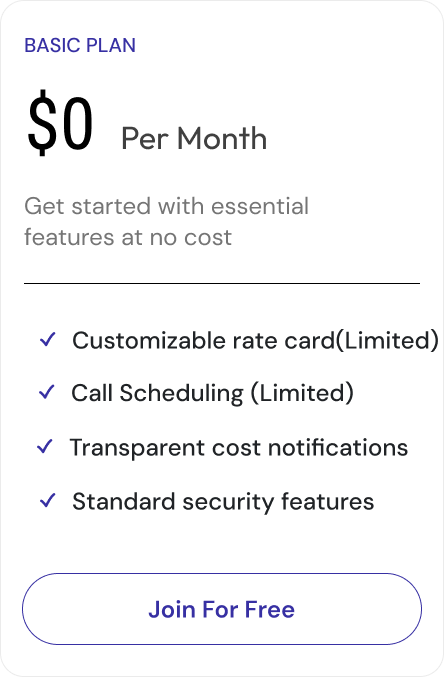 BASIC PLAN
$0 Per Month
Get started with essential
features at no cost
Customizable rate card(Limited)
Call Scheduling (Limited)
Transparent cost notifications
Standard security features
Join For Free